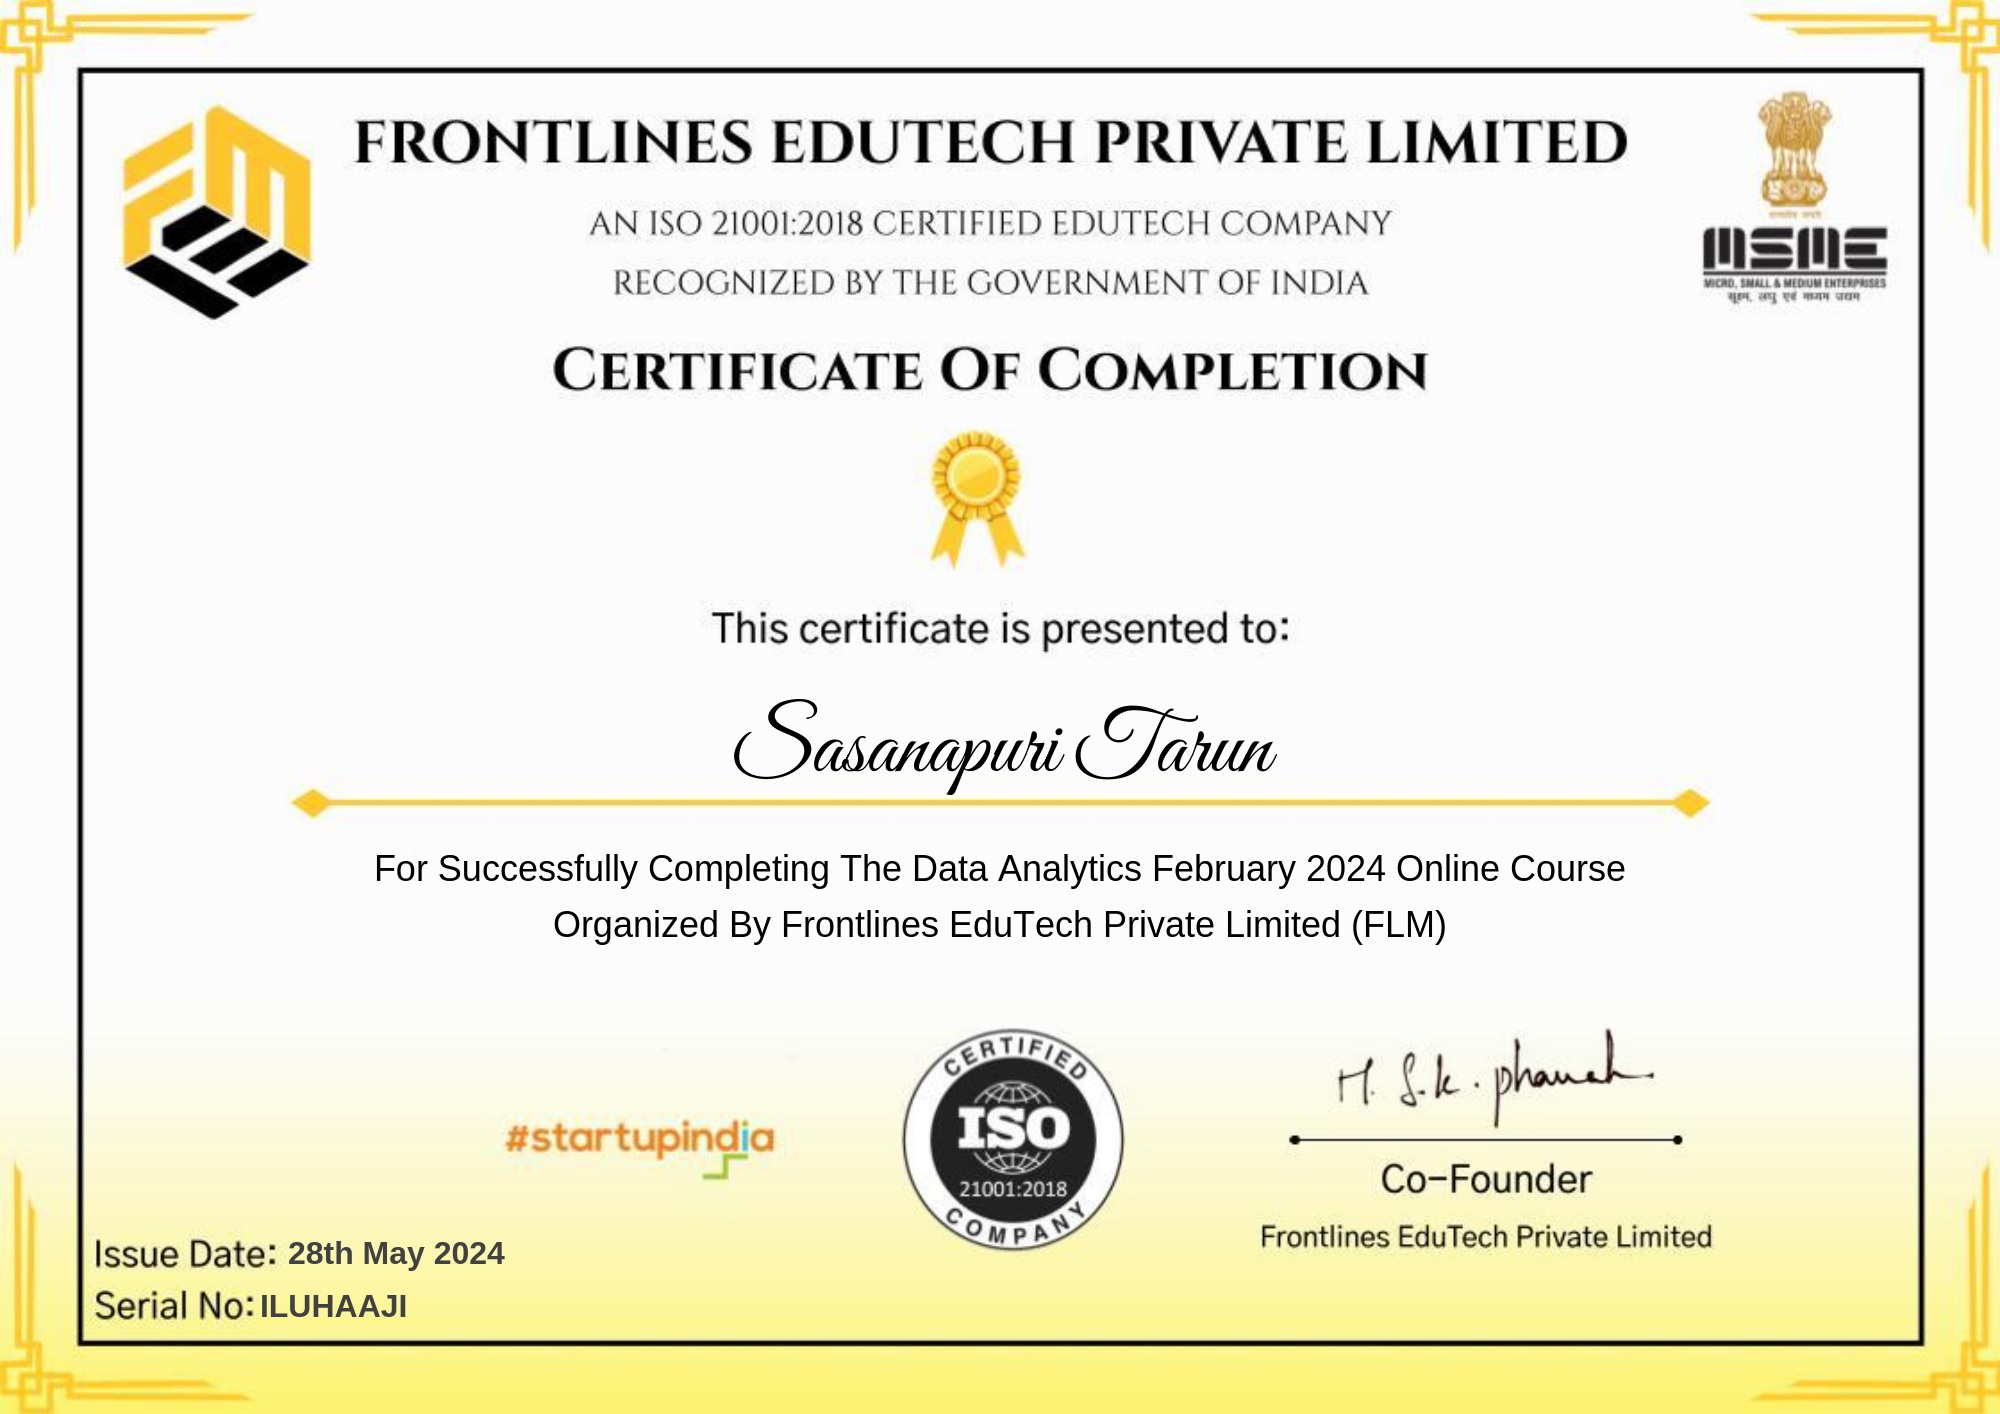 FRONTLINES EDUTECH PRIVATE LIMITED
AN ISO 21001:2018 CERTIFIED EDUTECH COMPANY
RECOGNIZED BY THE GOVERNMENT OF INDIA
MSME
MICRO, SMALL & MEDIUM ENTERPRISES
सूक्ष्म, लघु एवं मध्यम उद्यम
CERTIFICATE OF COMPLETION
This certificate is presented to:
Sasanapuri Tarun
For Successfully Completing The Data Analytics February 2024 Online Course
Organized By Frontlines EduTech Private Limited (FLM)
#startupindia
CERTIFIED
ISO
21001:2018
COMPANY
H. S.k.
Co-Founder
Frontlines EduTech Private Limited
Issue Date: 28th May 2024
Serial No: ILUHAAJI